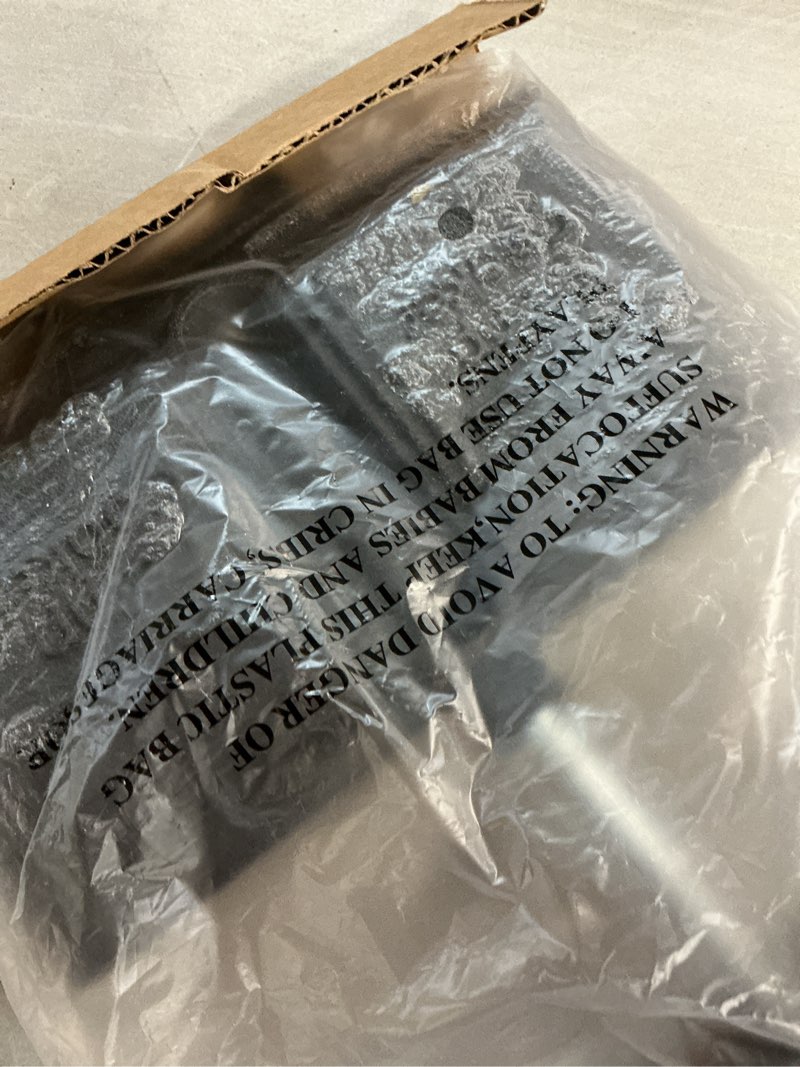 WARNING: TO AVOID DANGER OF
SUFFOCATION, KEEP THIS PLASTIC BAG
AWAY FROM BABIES AND CHILDREN.
DO NOT USE BAG IN CRIBS, CARRIAGES OR
PLAYPENS.